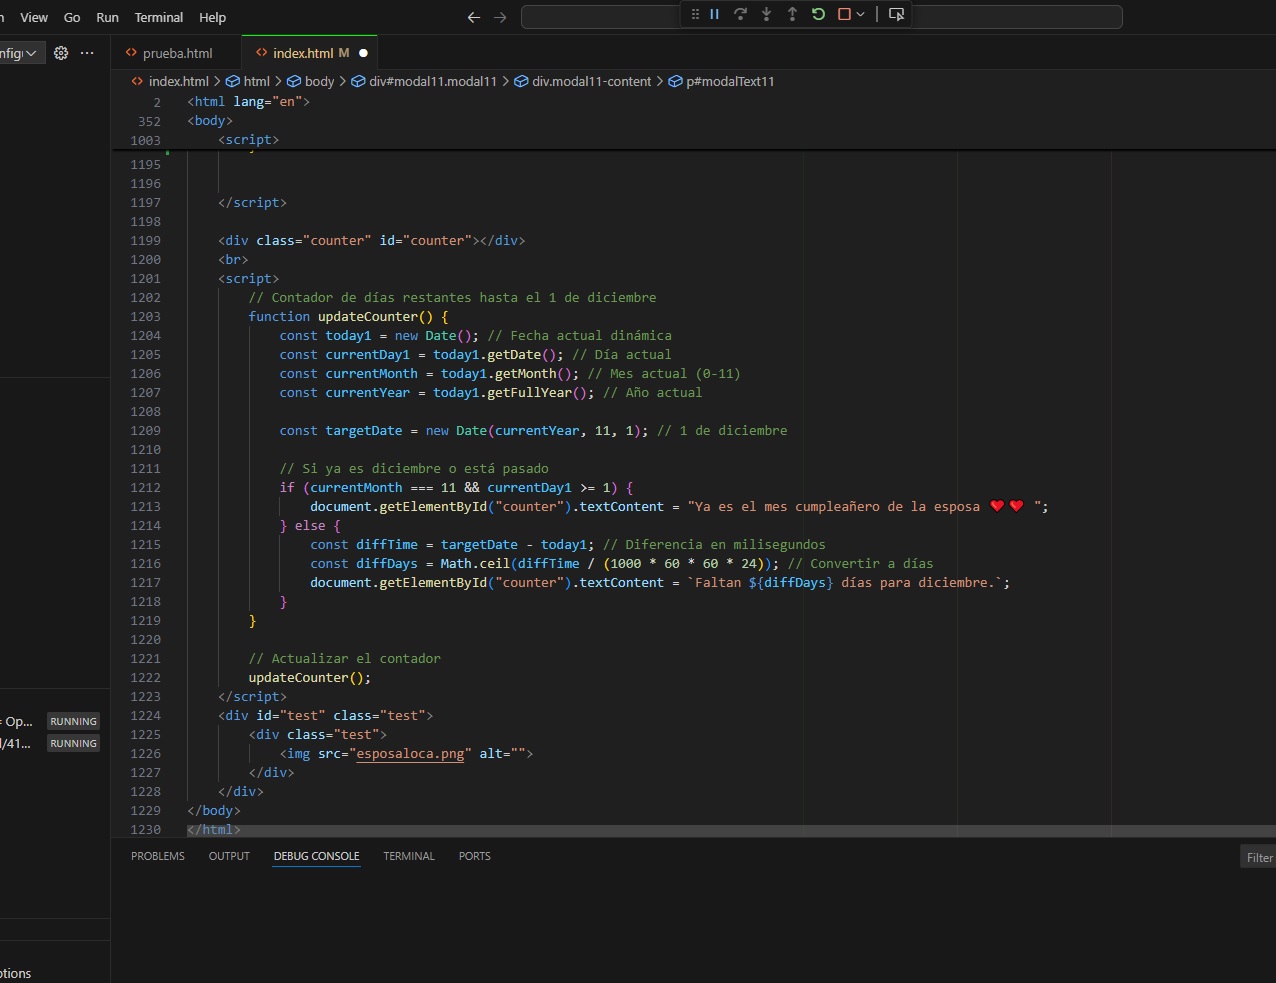 View Go Run Terminal Help
prueba.html
index.html M
index.html > html > body > div#modal11.modal11 > div.modal11-content > p#modalText11
2 <html lang="en">
352 <body>
1003 <script>
1195
1196
1197 </script>
1198
1199 <div class="counter" id="counter"></div>
1200 <br>
1201 <script>
1202 // Contador de días restantes hasta el 1 de diciembre
1203 function updateCounter() {
1204 const today1 = new Date(); // Fecha actual dinámica
1205 const currentDay1 = today1.getDate(); // Día actual
1206 const currentMonth = today1.getMonth(); // Mes actual (0-11)
1207 const currentYear = today1.getFullYear(); // Año actual
1208
1209 const targetDate = new Date(currentYear, 11, 1); // 1 de diciembre
1210
1211 // Si ya es diciembre o está pasado
1212 if (currentMonth === 11 && currentDay1 >= 1) {
1213 document.getElementById("counter").textContent = "Ya es el mes cumpleañero de la esposa ❤️❤️ ";
1214 } else {
1215 const diffTime = targetDate - today1; // Diferencia en milisegundos
1216 const diffDays = Math.ceil(diffTime / (1000 * 60 * 60 * 24)); // Convertir a días
1217 document.getElementById("counter").textContent = `Faltan ${diffDays} días para diciembre.`;
1218 }
1219 }
1220
1221 // Actualizar el contador
1222 updateCounter();
1223 </script>
1224 <div id="test" class="test">
1225 <div class="test">
1226 <img src="esposaloca.png" alt="">
1227 </div>
1228 </div>
1229 </body>
1230 </html>
Op... RUNNING
/41... RUNNING
PROBLEMS OUTPUT DEBUG CONSOLE TERMINAL PORTS
Filter
ptions